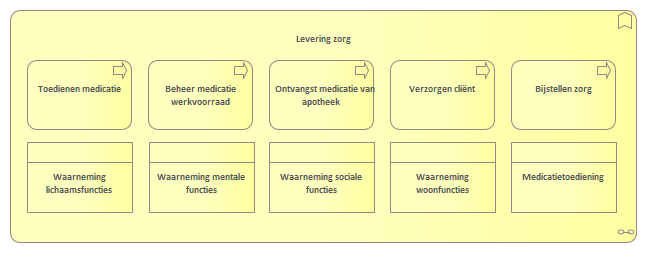 Levering zorg
Toedienen medicatie
Beheer medicatie
werkvoorraad
Ontvangst medicatie van
apotheek
Verzorgen cliënt
Bijstellen zorg
Waarneming
lichaamsfuncties
Waarneming mentale
functies
Waarneming sociale
functies
Waarneming
woonfuncties
Medicatietoediening